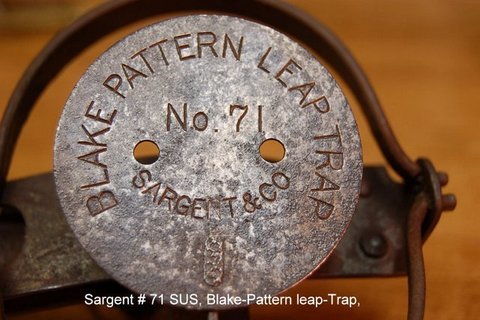 BLAKE PATTERN LEAP TRAP
No. 71
SARGENT & CO
Sargent # 71 SUS, Blake-Pattern leap-Trap,